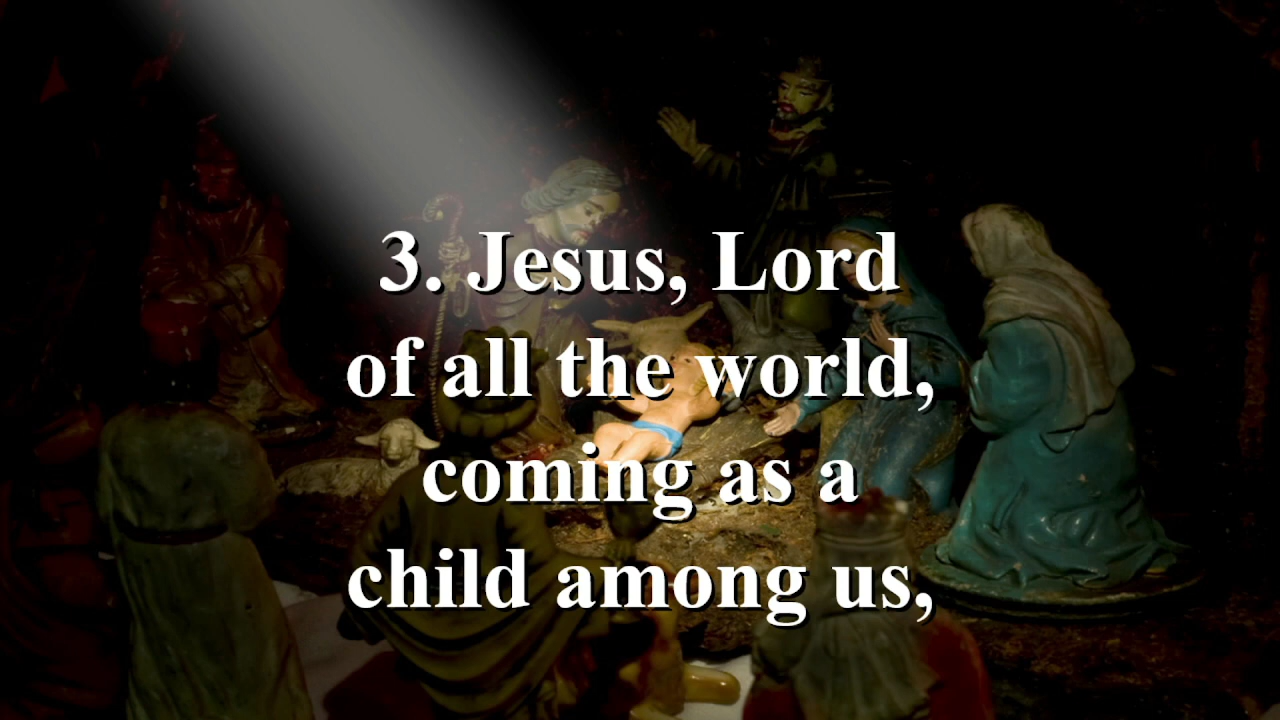 3. Jesus, Lord
of all the world,
coming as a
child among us,